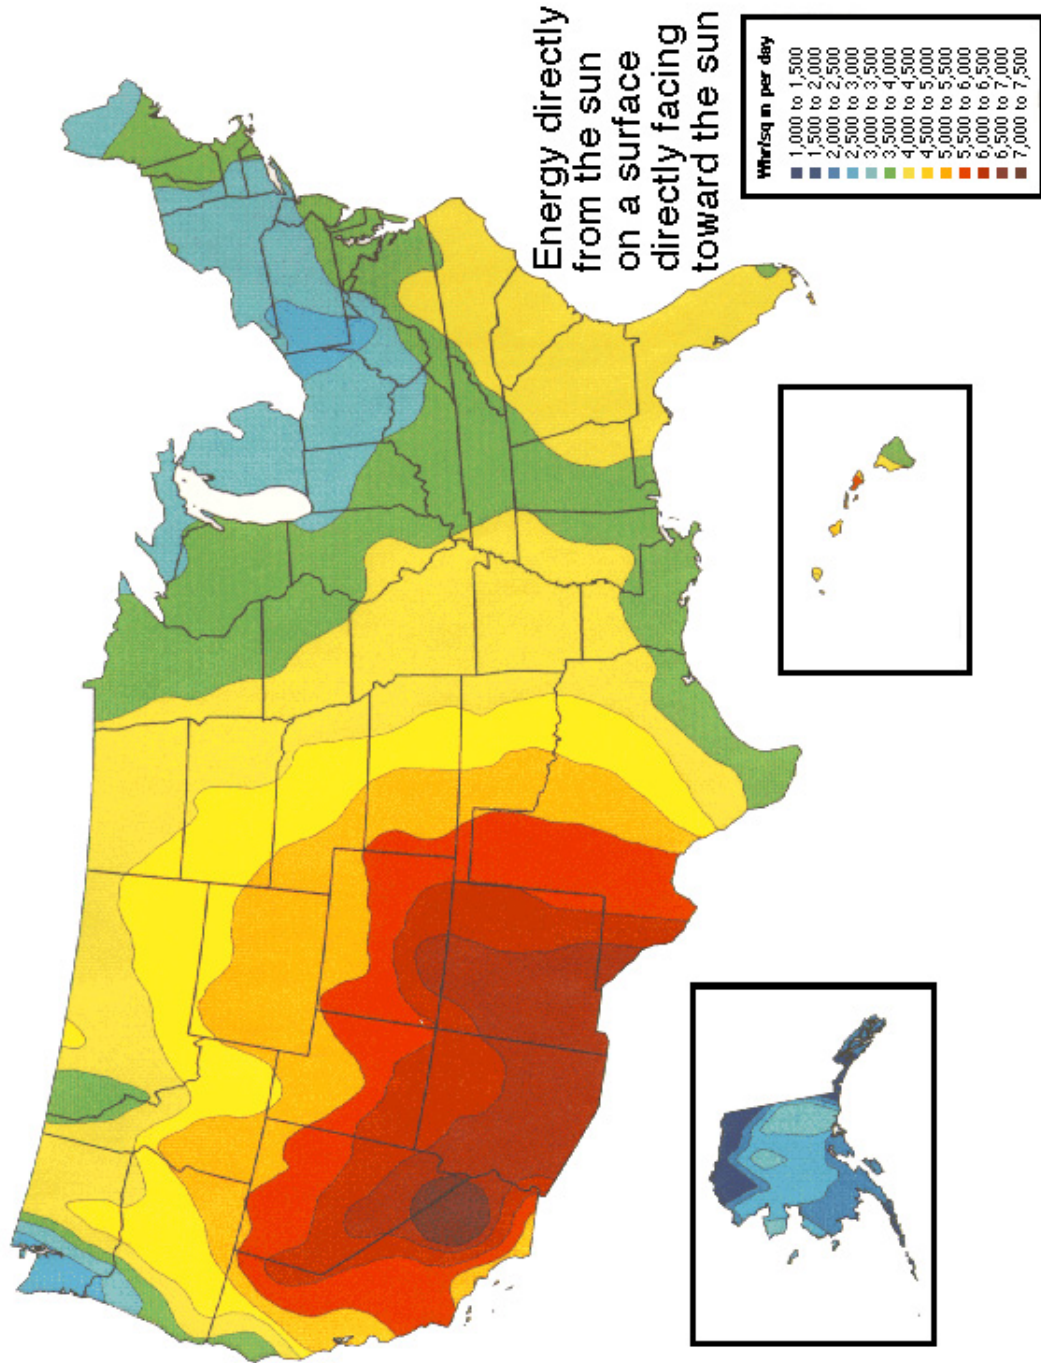 Energy directly
from the sun
on a surface
directly facing
toward the sun
Whr/sq m per day
1,000 to 1,500
1,500 to 2,000
2,000 to 2,500
2,500 to 3,000
3,000 to 3,500
3,500 to 4,000
4,000 to 4,500
4,500 to 5,000
5,000 to 5,500
5,500 to 6,000
6,000 to 6,500
6,500 to 7,000
7,000 to 7,500